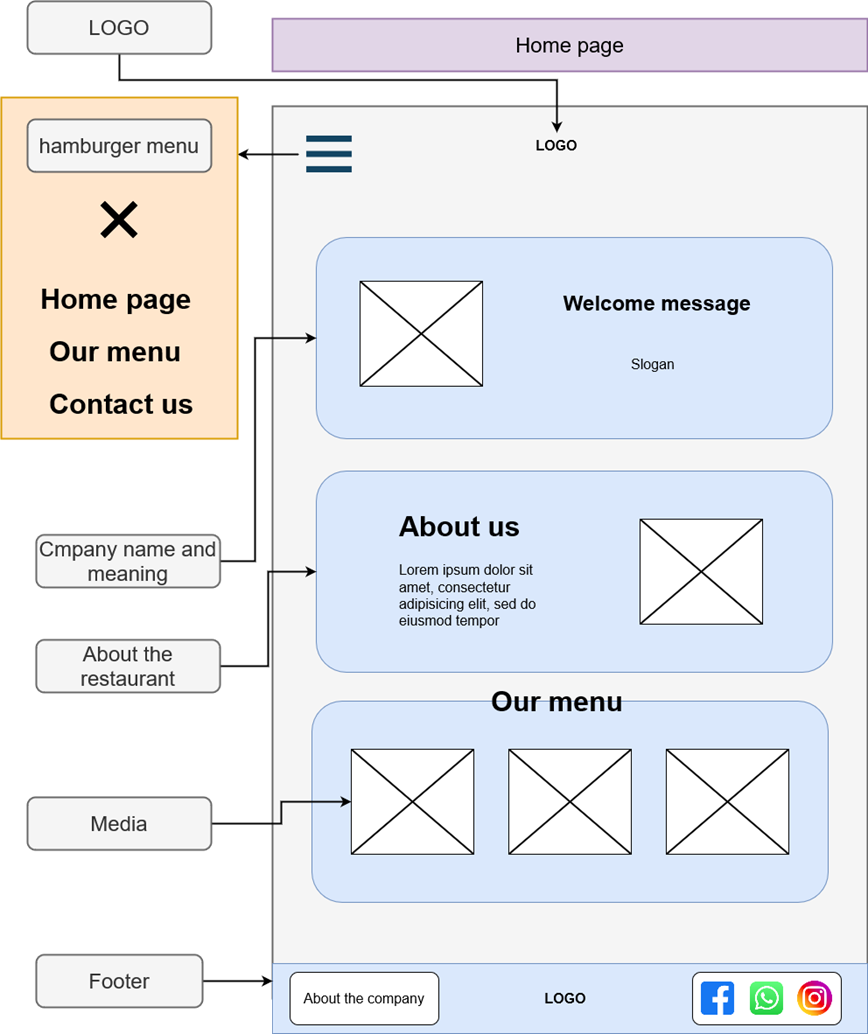 LOGO
Home page
hamburger menu
LOGO
Home page
Our menu
Contact us
Welcome message
Slogan
Cmpany name and
meaning
About us
Lorem ipsum dolor sit
amet, consectetur
adipisicing elit, sed do
eiusmod tempor
About the
restaurant
Our menu
Media
Footer
About the company
LOGO